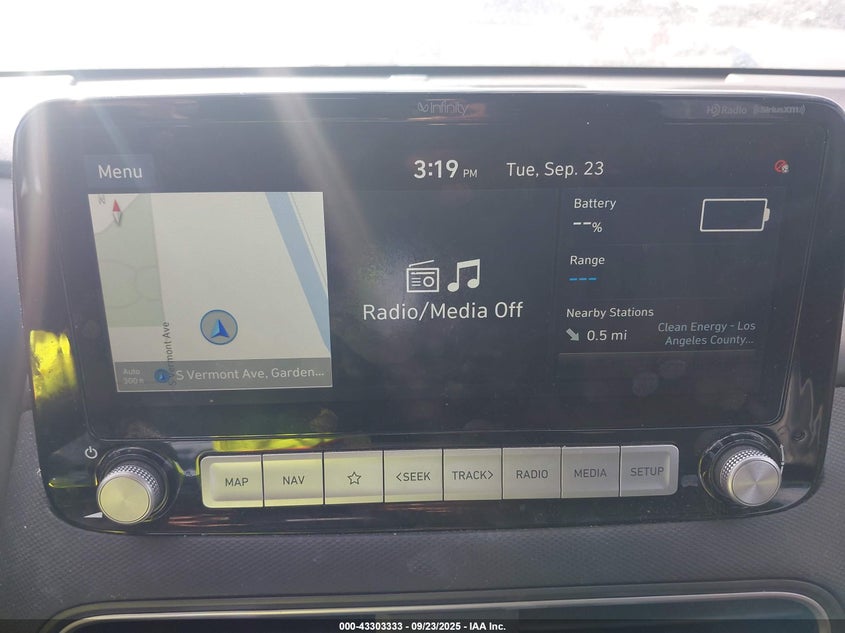 infinity
HD Radio
((SiriusXM))
Menu
3:19 PM
Tue, Sep. 23
N
S Vermont Ave
Auto
300 ft
S Vermont Ave, Garden...
Radio/Media Off
Battery
--%
Range
---
Nearby Stations
0.5 mi
Clean Energy - Los
Angeles County...
MAP
NAV
<SEEK
TRACK>
RADIO
MEDIA
SETUP
000-43303333 - 09/23/2025 - IAA Inc.